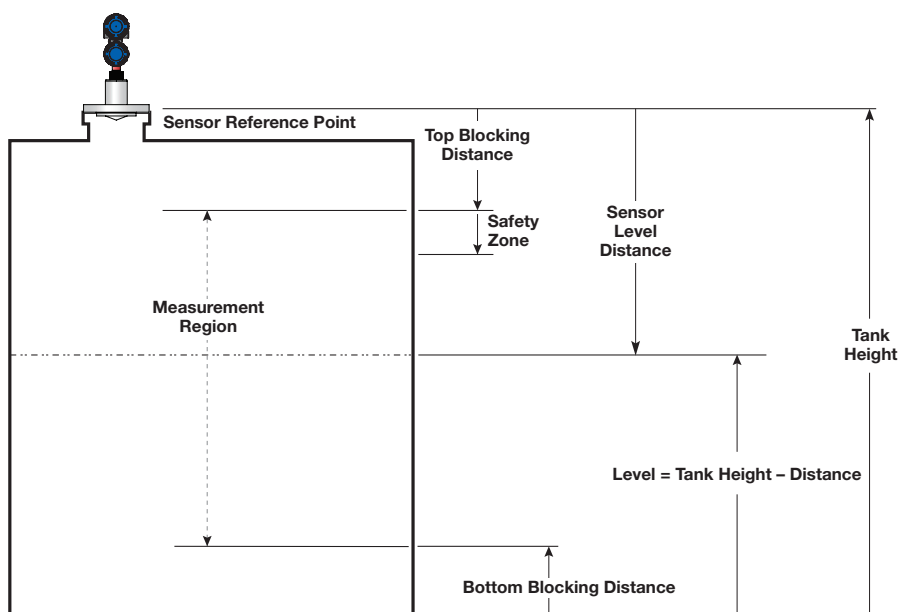 Sensor Reference Point
Top Blocking
Distance
Safety
Zone
Sensor
Level
Distance
Measurement
Region
Tank
Height
Level = Tank Height – Distance
Bottom Blocking Distance